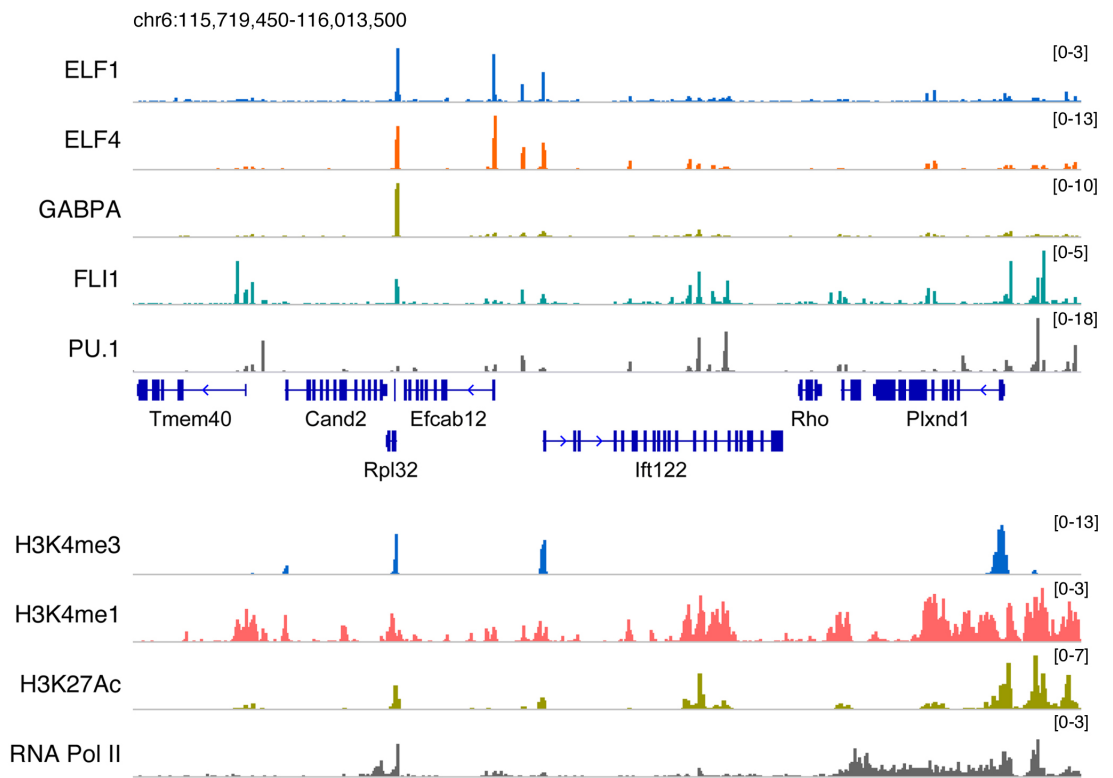 chr6:115,719,450-116,013,500
ELF1 [0-3]
ELF4 [0-13]
GABPA [0-10]
FLI1 [0-5]
PU.1 [0-18]
Tmem40 Cand2 Efcab12 Rho Plxnd1
Rpl32 Ift122
H3K4me3 [0-13]
H3K4me1 [0-3]
H3K27Ac [0-7]
RNA Pol II [0-3]